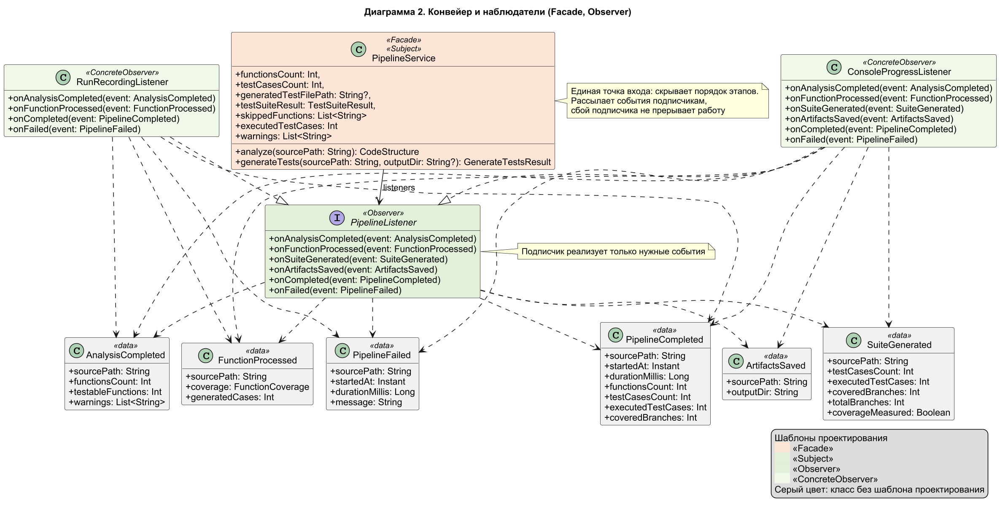 Диаграмма 2. Конвейер и наблюдатели (Facade, Observer)
«Facade»
«Subject»
C
PipelineService
+functionsCount: Int,
+testCasesCount: Int,
+generatedTestFilePath: String?,
+testSuiteResult: TestSuiteResult,
+skippedFunctions: List<String>
+executedTestCases: Int
+warnings: List<String>
+analyze(sourcePath: String): CodeStructure
+generateTests(sourcePath: String, outputDir: String?): GenerateTestsResult
«ConcreteObserver»
C
RunRecordingListener
+onAnalysisCompleted(event: AnalysisCompleted)
+onFunctionProcessed(event: FunctionProcessed)
+onCompleted(event: PipelineCompleted)
+onFailed(event: PipelineFailed)
Единая точка входа: скрывает порядок этапов.
Рассылает события подписчикам,
сбой подписчика не прерывает работу
«ConcreteObserver»
C
ConsoleProgressListener
+onAnalysisCompleted(event: AnalysisCompleted)
+onFunctionProcessed(event: FunctionProcessed)
+onSuiteGenerated(event: SuiteGenerated)
+onArtifactsSaved(event: ArtifactsSaved)
+onCompleted(event: PipelineCompleted)
+onFailed(event: PipelineFailed)
listeners
*
«Observer»
I
PipelineListener
+onAnalysisCompleted(event: AnalysisCompleted)
+onFunctionProcessed(event: FunctionProcessed)
+onSuiteGenerated(event: SuiteGenerated)
+onArtifactsSaved(event: ArtifactsSaved)
+onCompleted(event: PipelineCompleted)
+onFailed(event: PipelineFailed)
Подписчик реализует только нужные события
«data»
C
AnalysisCompleted
+sourcePath: String
+functionsCount: Int
+testableFunctions: Int
+warnings: List<String>
«data»
C
FunctionProcessed
+sourcePath: String
+coverage: FunctionCoverage
+generatedCases: Int
«data»
C
PipelineFailed
+sourcePath: String
+startedAt: Instant
+durationMillis: Long
+message: String
«data»
C
PipelineCompleted
+sourcePath: String
+startedAt: Instant
+durationMillis: Long
+functionsCount: Int
+testCasesCount: Int
+executedTestCases: Int
+coveredBranches: Int
«data»
C
ArtifactsSaved
+sourcePath: String
+outputDir: String
«data»
C
SuiteGenerated
+sourcePath: String
+testCasesCount: Int
+executedTestCases: Int
+coveredBranches: Int
+totalBranches: Int
+coverageMeasured: Boolean
Шаблоны проектирования
«Facade»
«Subject»
«Observer»
«ConcreteObserver»
Серый цвет: класс без шаблона проектирования